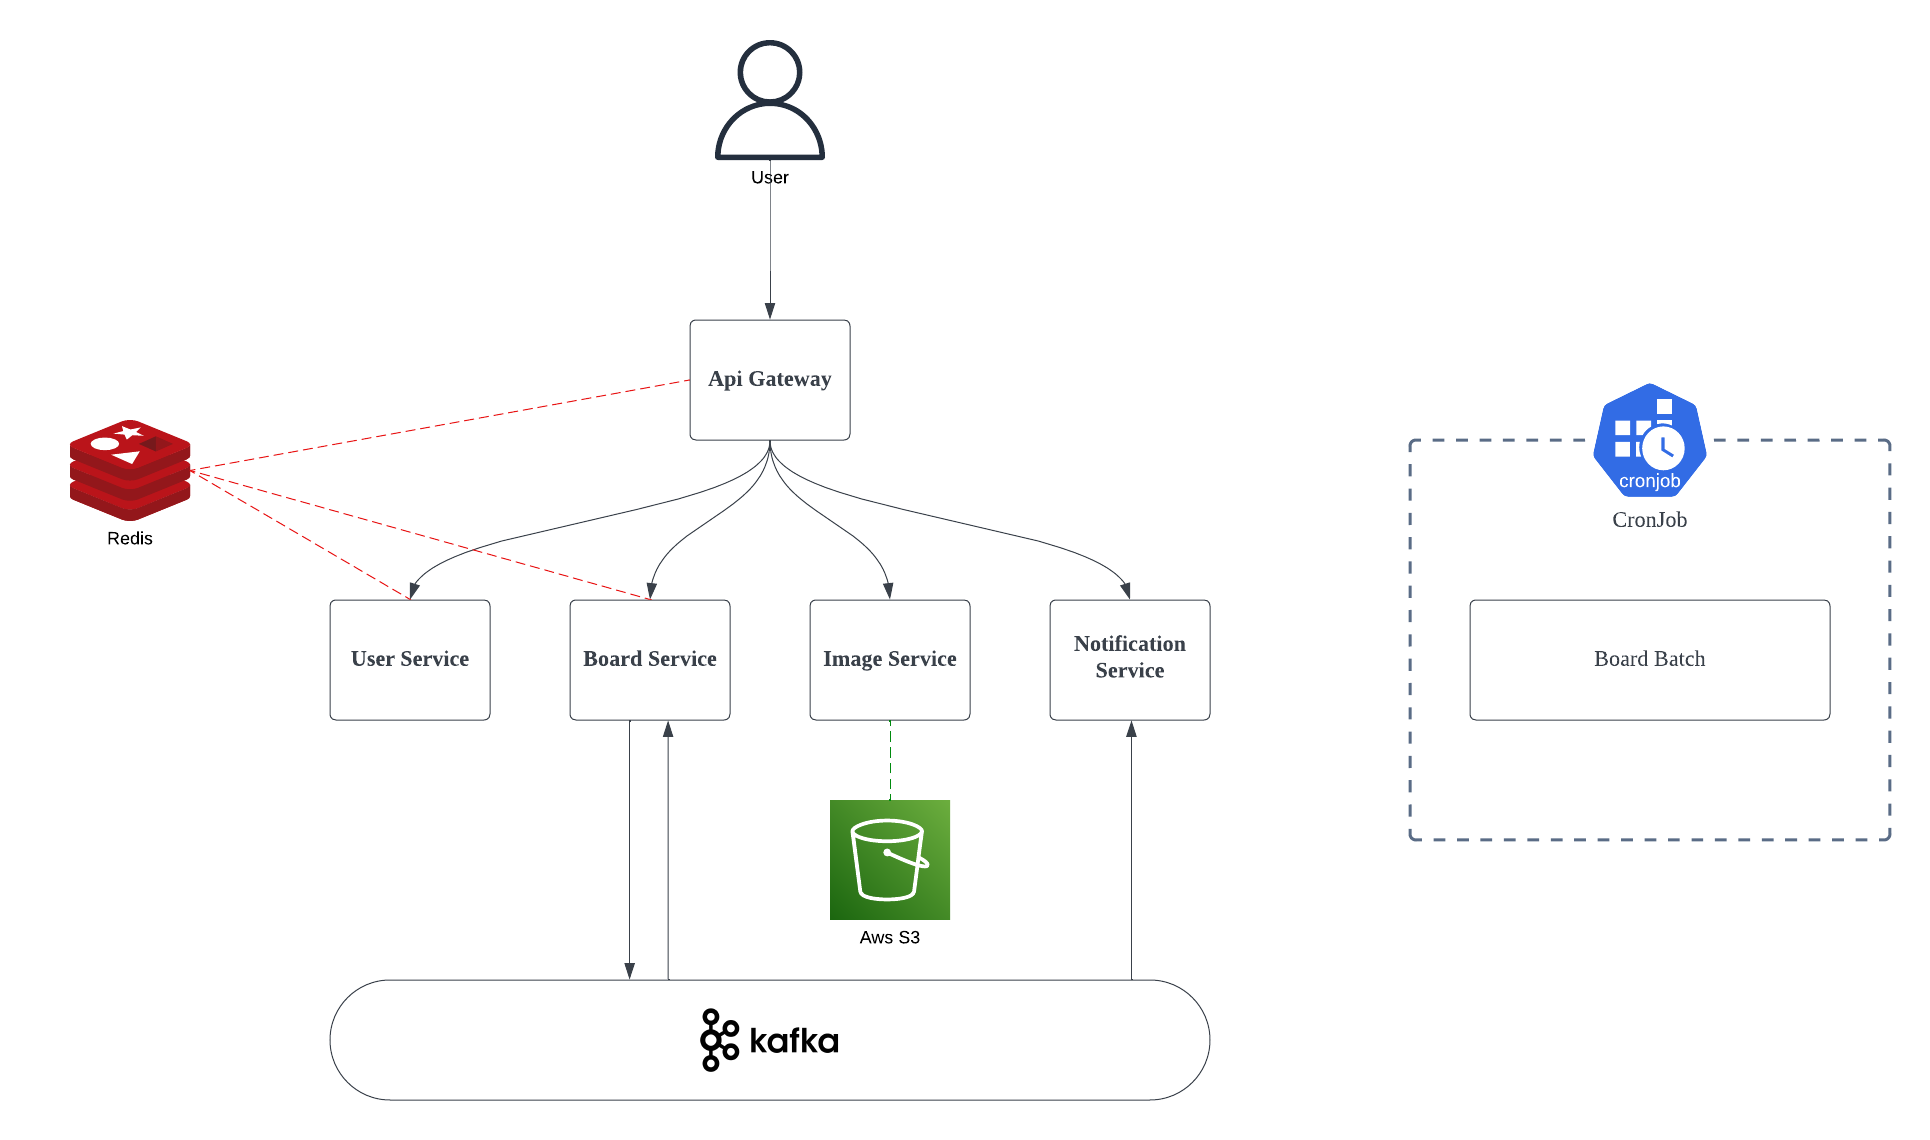 User
Api Gateway
Redis
cronjob
CronJob
User Service
Board Service
Image Service
Notification
Service
Board Batch
Aws S3
kafka